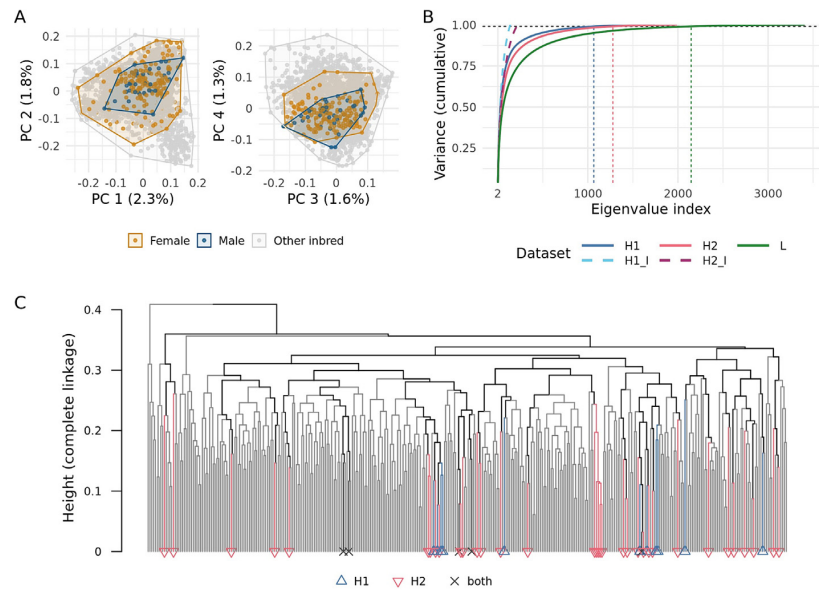 A
B
0.2
0.1
0
-0.1
-0.2
PC 2 (1.8%)
-0.2 -0.1 0 0.1 0.2
PC 1 (2.3%)
0.2
0.1
0
-0.1
-0.2
PC 4 (1.3%)
-0.2 -0.1 0 0.1
PC 3 (1.6%)
Female Male Other inbred
1.00
0.75
0.50
0.25
Variance (cumulative)
2 1000 2000 3000
Eigenvalue index
Dataset H1 H2 L
H1_I H2_I
C
0.4
0.3
0.2
0.1
0
Height (complete linkage)
H1 H2 both